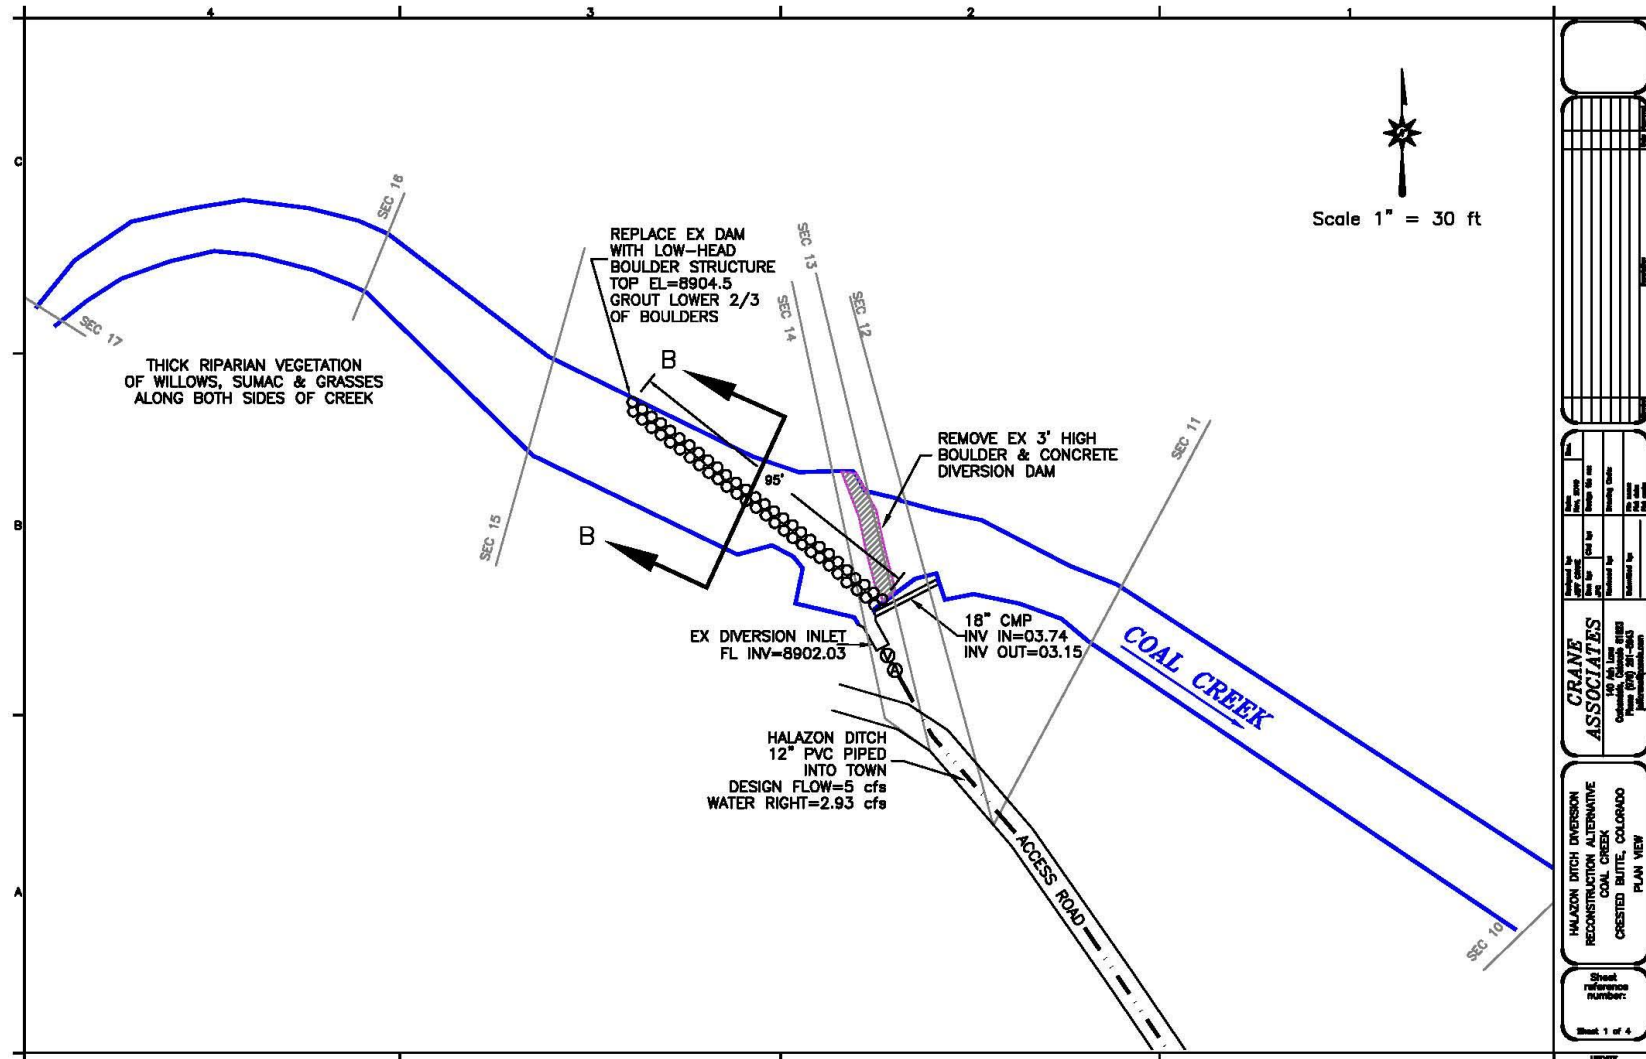 4
3
2
1
C
B
A
Scale 1" = 30 ft
SEC 16
SEC 17
THICK RIPARIAN VEGETATION
OF WILLOWS, SUMAC & GRASSES
ALONG BOTH SIDES OF CREEK
SEC 15
REPLACE EX DAM
WITH LOW-HEAD
BOULDER STRUCTURE
TOP EL=8904.5
GROUT LOWER 2/3
OF BOULDERS
B
B
95'
SEC 13
SEC 14
SEC 12
REMOVE EX 3' HIGH
BOULDER & CONCRETE
DIVERSION DAM
SEC 11
EX DIVERSION INLET
FL INV=8902.03
V
A
18" CMP
INV IN=03.74
INV OUT=03.15
COAL CREEK
HALAZON DITCH
12" PVC PIPED
INTO TOWN
DESIGN FLOW=5 cfs
WATER RIGHT=2.93 cfs
ACCESS ROAD
SEC 10
CRANE
ASSOCIATES
HALAZON DITCH DIVERSION
RECONSTRUCTION ALTERNATIVE
COAL CREEK
CRESTED BUTTE, COLORADO
PLAN VIEW
Sheet
reference
number:
Sheet 1 of 4